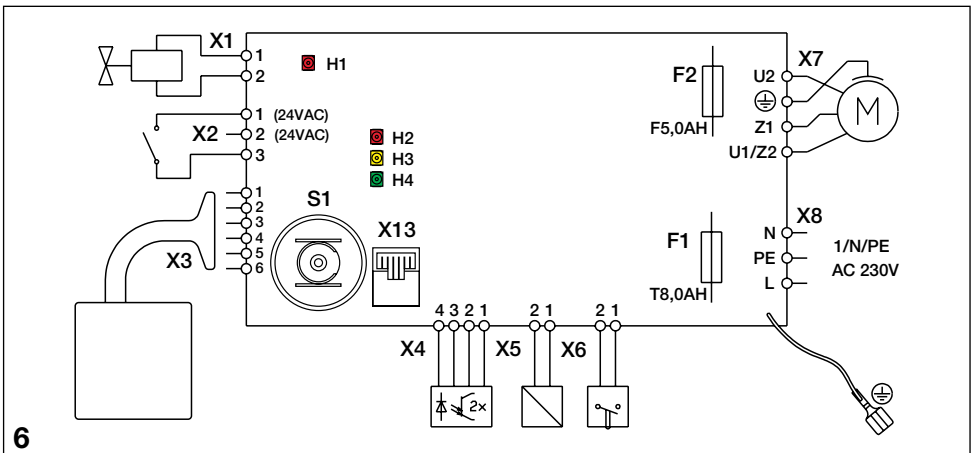 X1
1
2
H1
1 (24VAC)
X2
2 (24VAC)
3
H2
H3
H4
X3
1
2
3
4
5
6
S1
X13
F2
F5,0AH
F1
T8,0AH
X7
U2
Z1
U1/Z2
M
X8
N
PE
L
1/N/PE
AC 230V
X4
4 3 2 1
X5
2 1
X6
2 1
2×
6